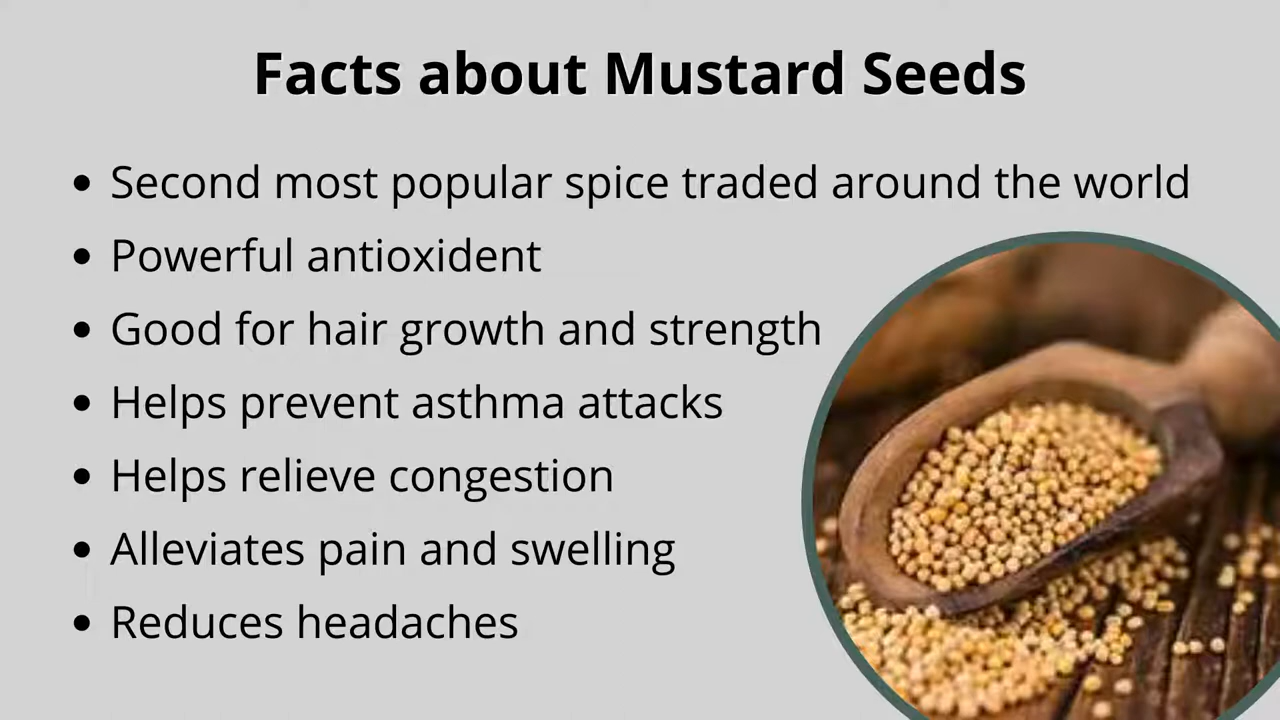 Facts about Mustard Seeds
• Second most popular spice traded around the world
• Powerful antioxident
• Good for hair growth and strength
• Helps prevent asthma attacks
• Helps relieve congestion
• Alleviates pain and swelling
• Reduces headaches